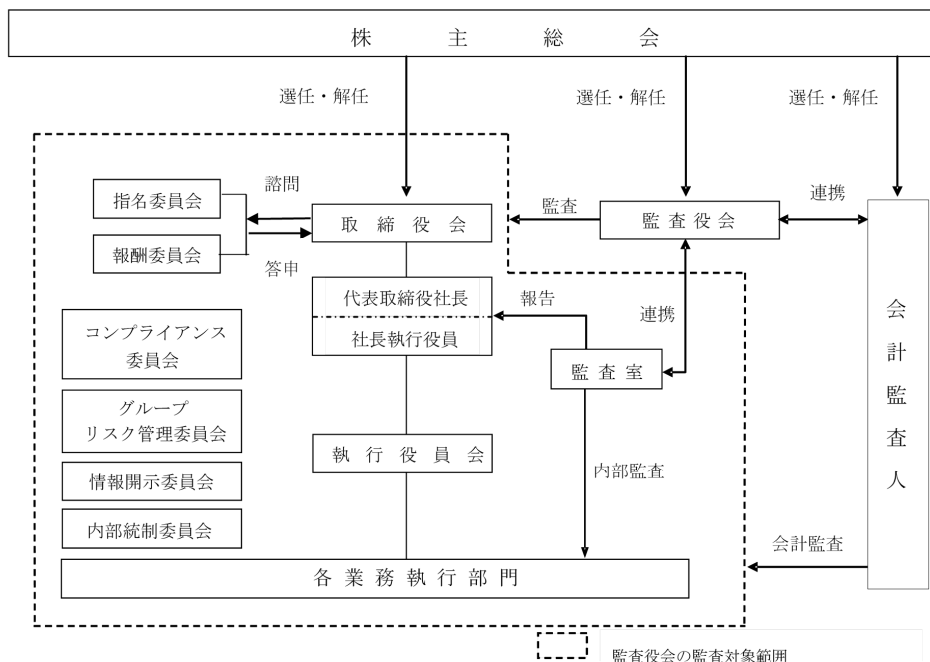 株主総会
選任・解任
選任・解任
選任・解任
指名委員会
諮問
取締役会
監査
監査役会
連携
報酬委員会
答申
代表取締役社長
社長執行役員
報告
連携
会計監査人
コンプライアンス
委員会
監査室
グループ
リスク管理委員会
執行役員会
内部監査
情報開示委員会
内部統制委員会
会計監査
各業務執行部門
監査役会の監査対象範囲